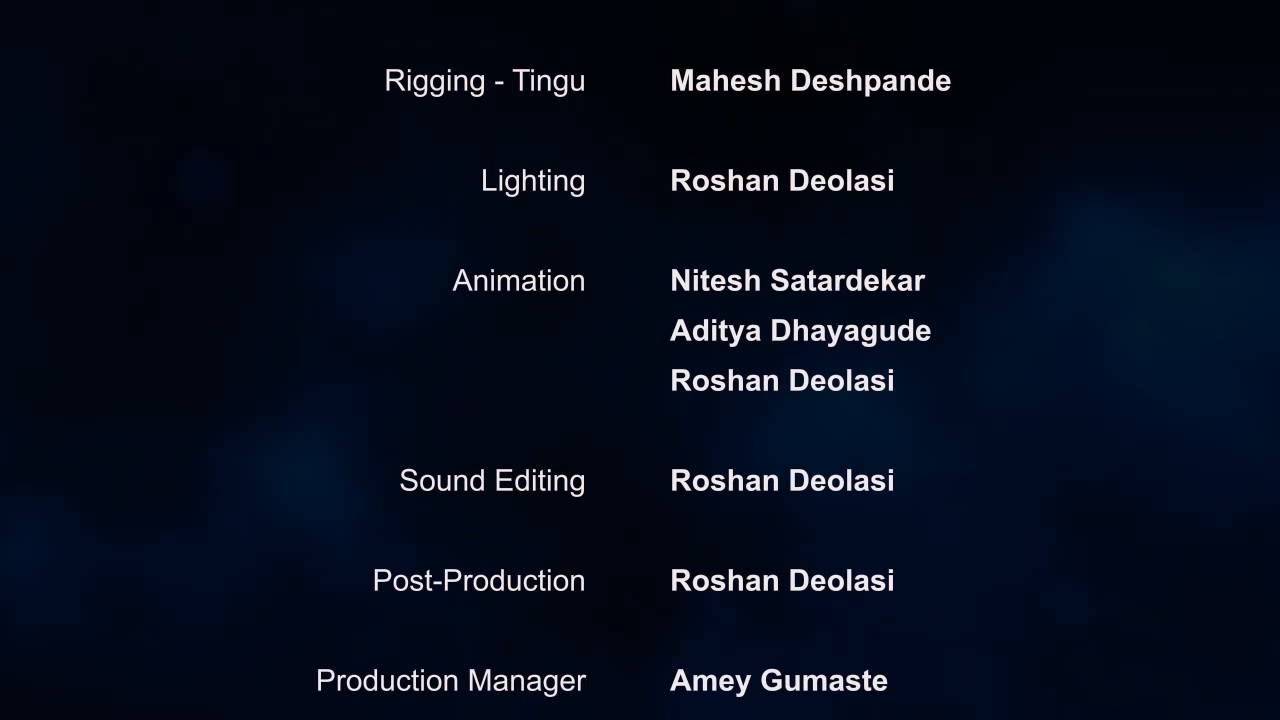 Rigging - Tingu Mahesh Deshpande
Lighting Roshan Deolasi
Animation Nitesh Satardekar
Aditya Dhayagude
Roshan Deolasi
Sound Editing Roshan Deolasi
Post-Production Roshan Deolasi
Production Manager Amey Gumaste